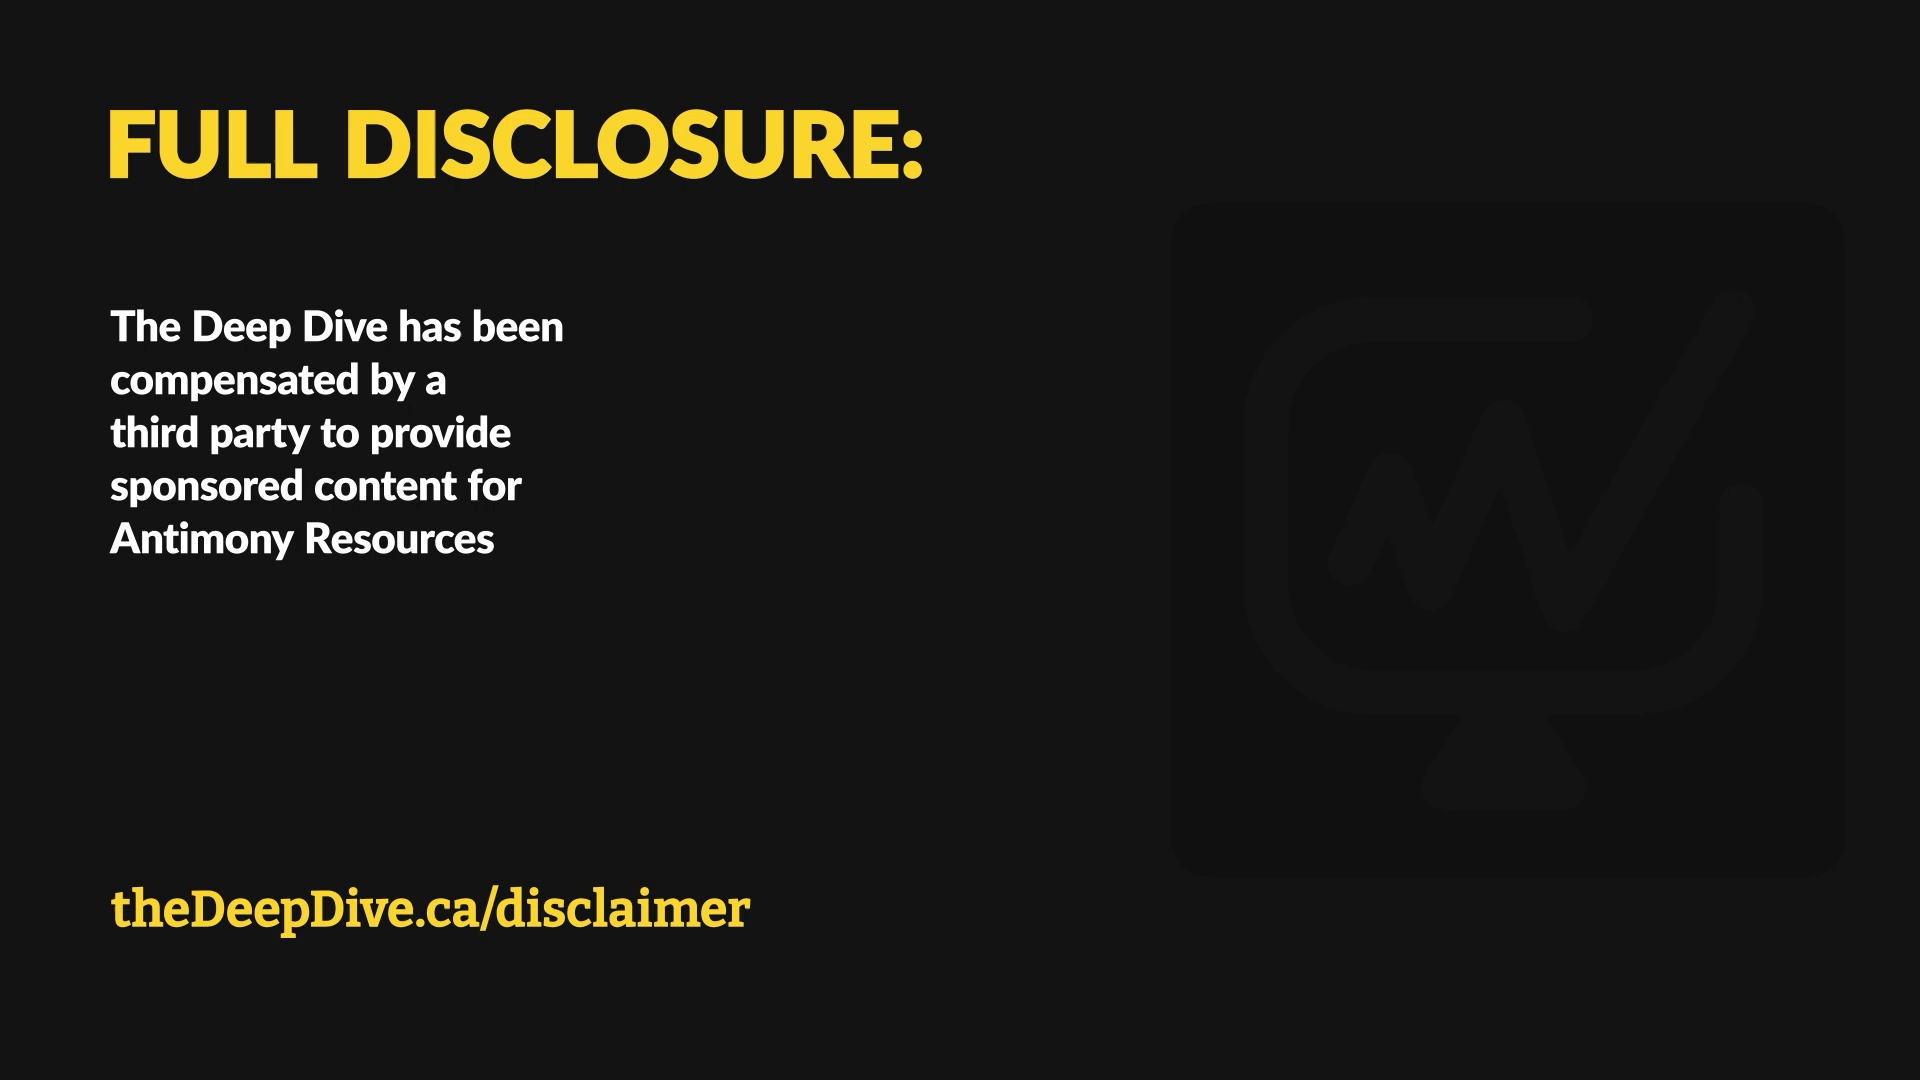 FULL DISCLOSURE:
The Deep Dive has been
compensated by a
third party to provide
sponsored content for
Antimony Resources
theDeepDive.ca/disclaimer